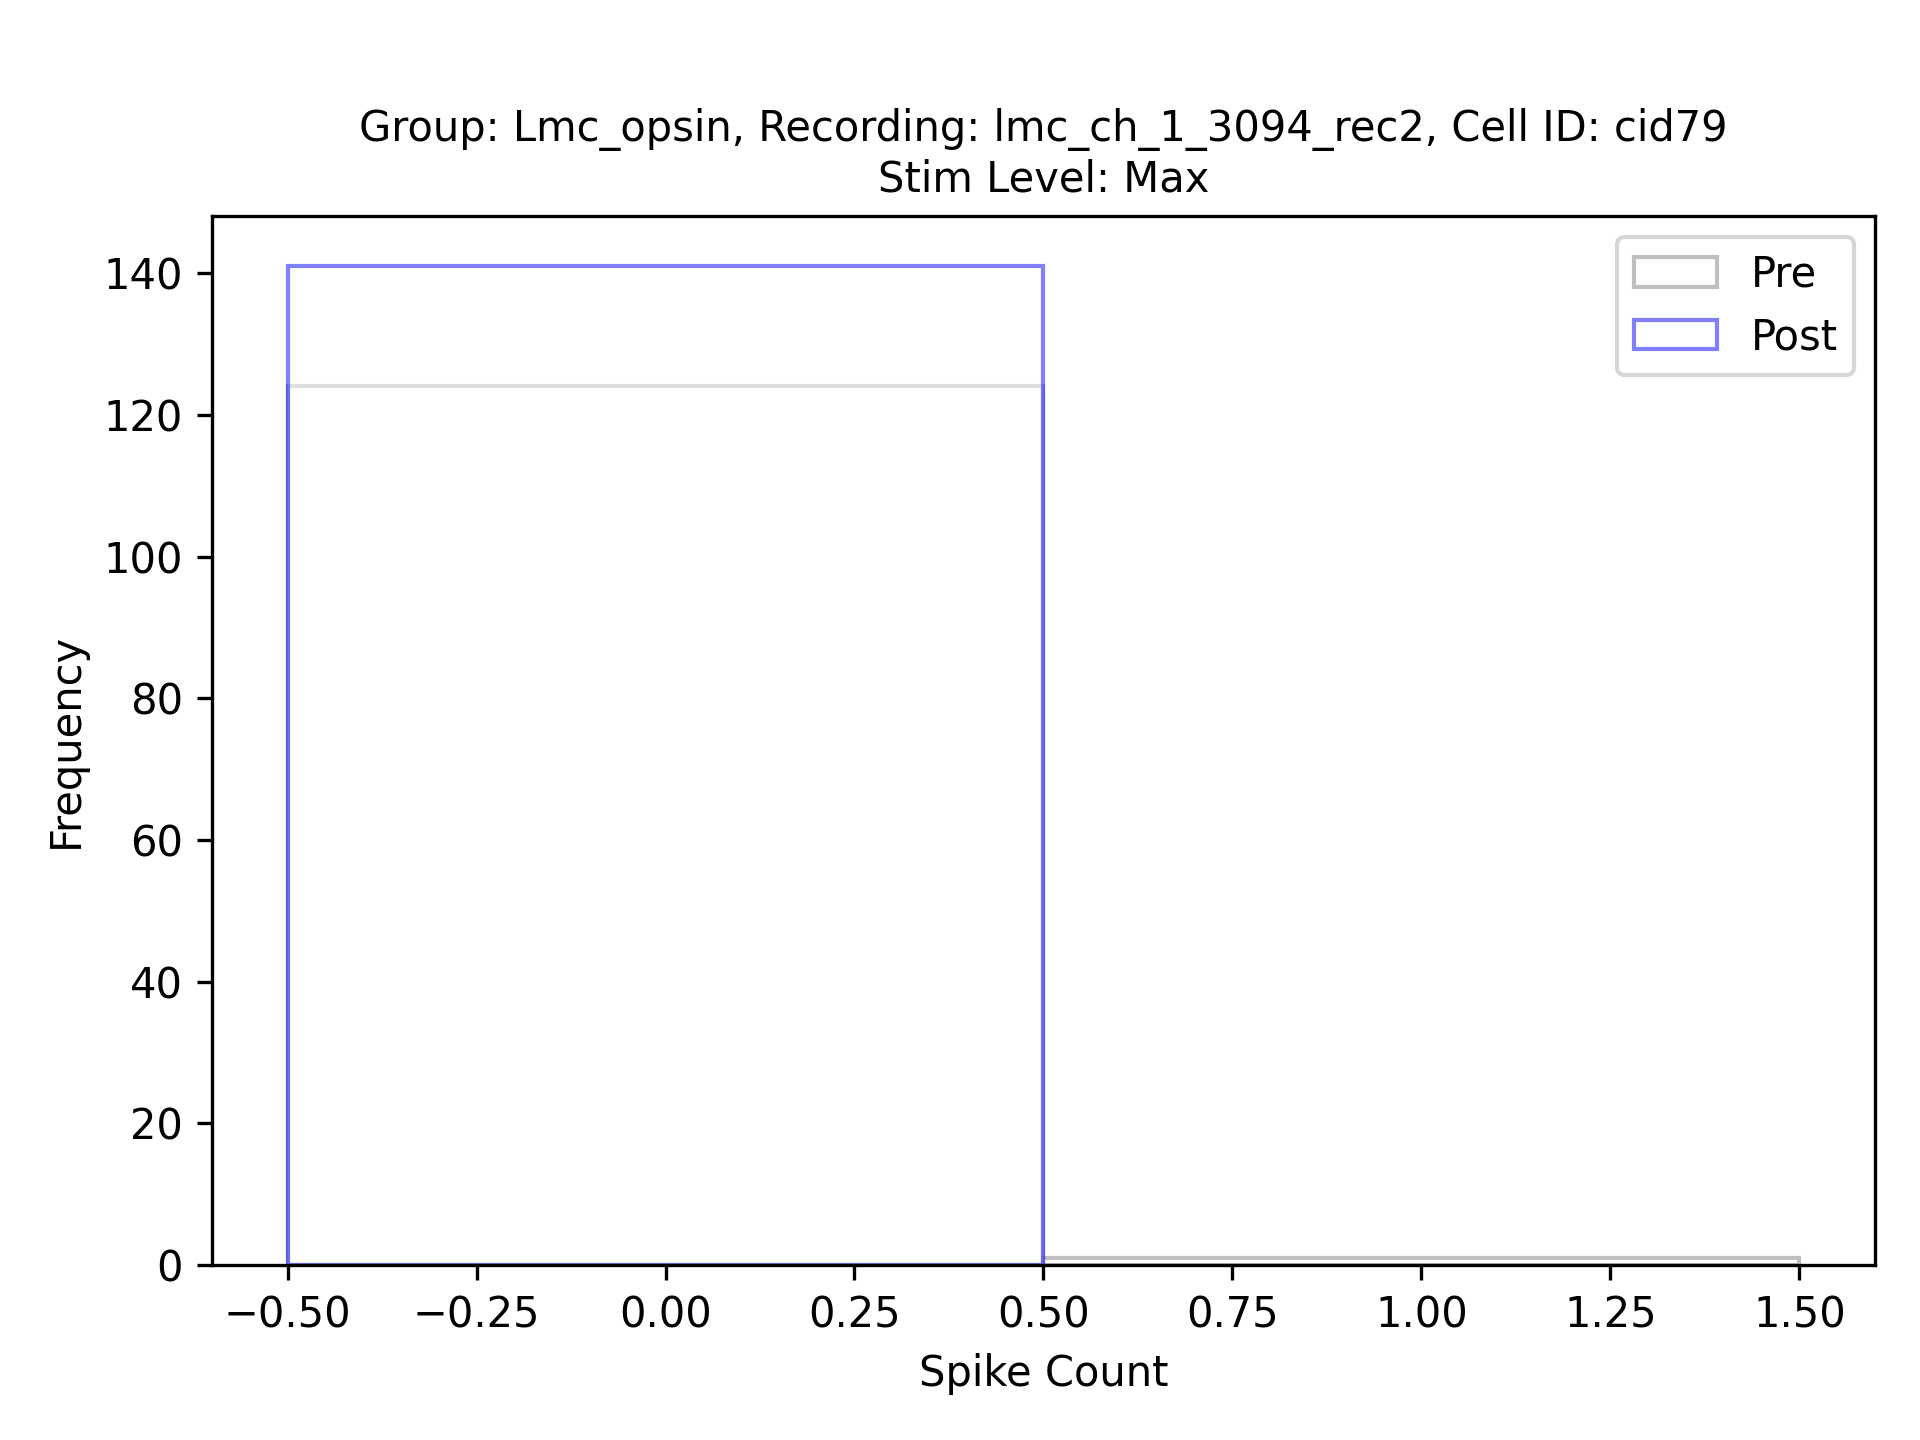 Group: Lmc_opsin, Recording: lmc_ch_1_3094_rec2, Cell ID: cid79
Stim Level: Max
Pre
Post
Frequency
140
120
100
80
60
40
20
0
−0.50 −0.25 0.00 0.25 0.50 0.75 1.00 1.25 1.50
Spike Count